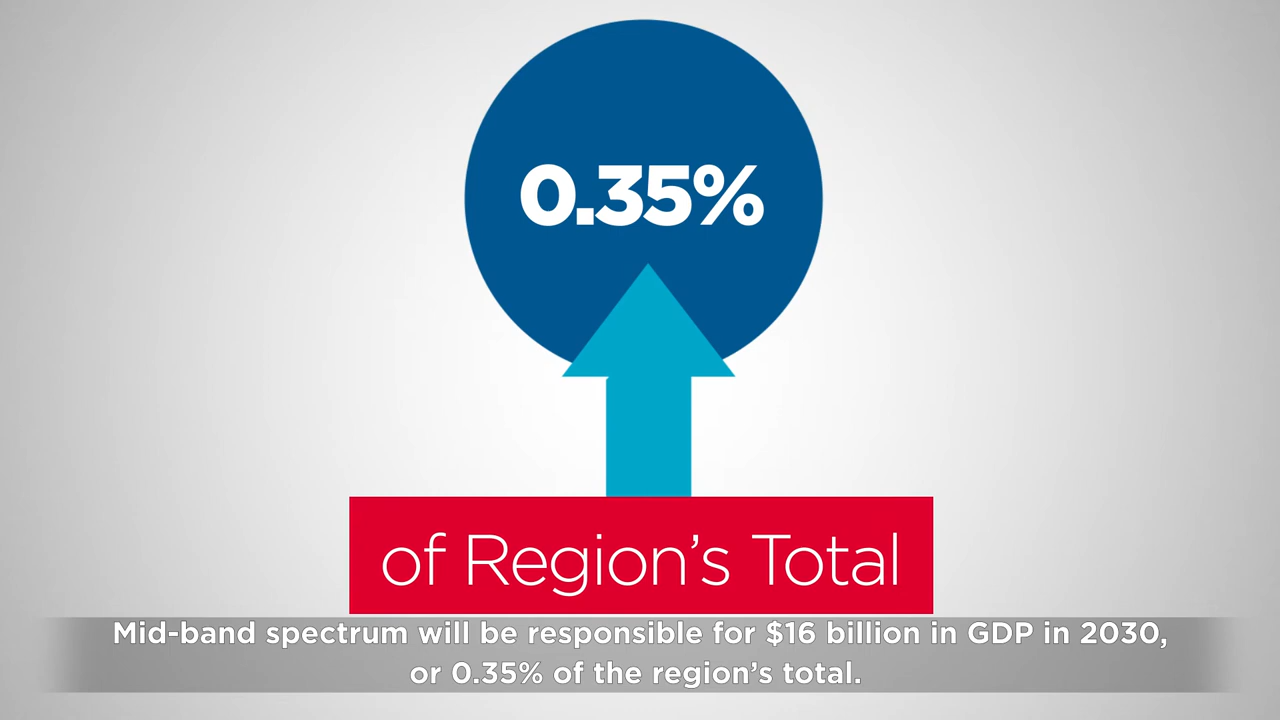 0.35%
of Region’s Total
Mid-band spectrum will be responsible for $16 billion in GDP in 2030,
or 0.35% of the region’s total.